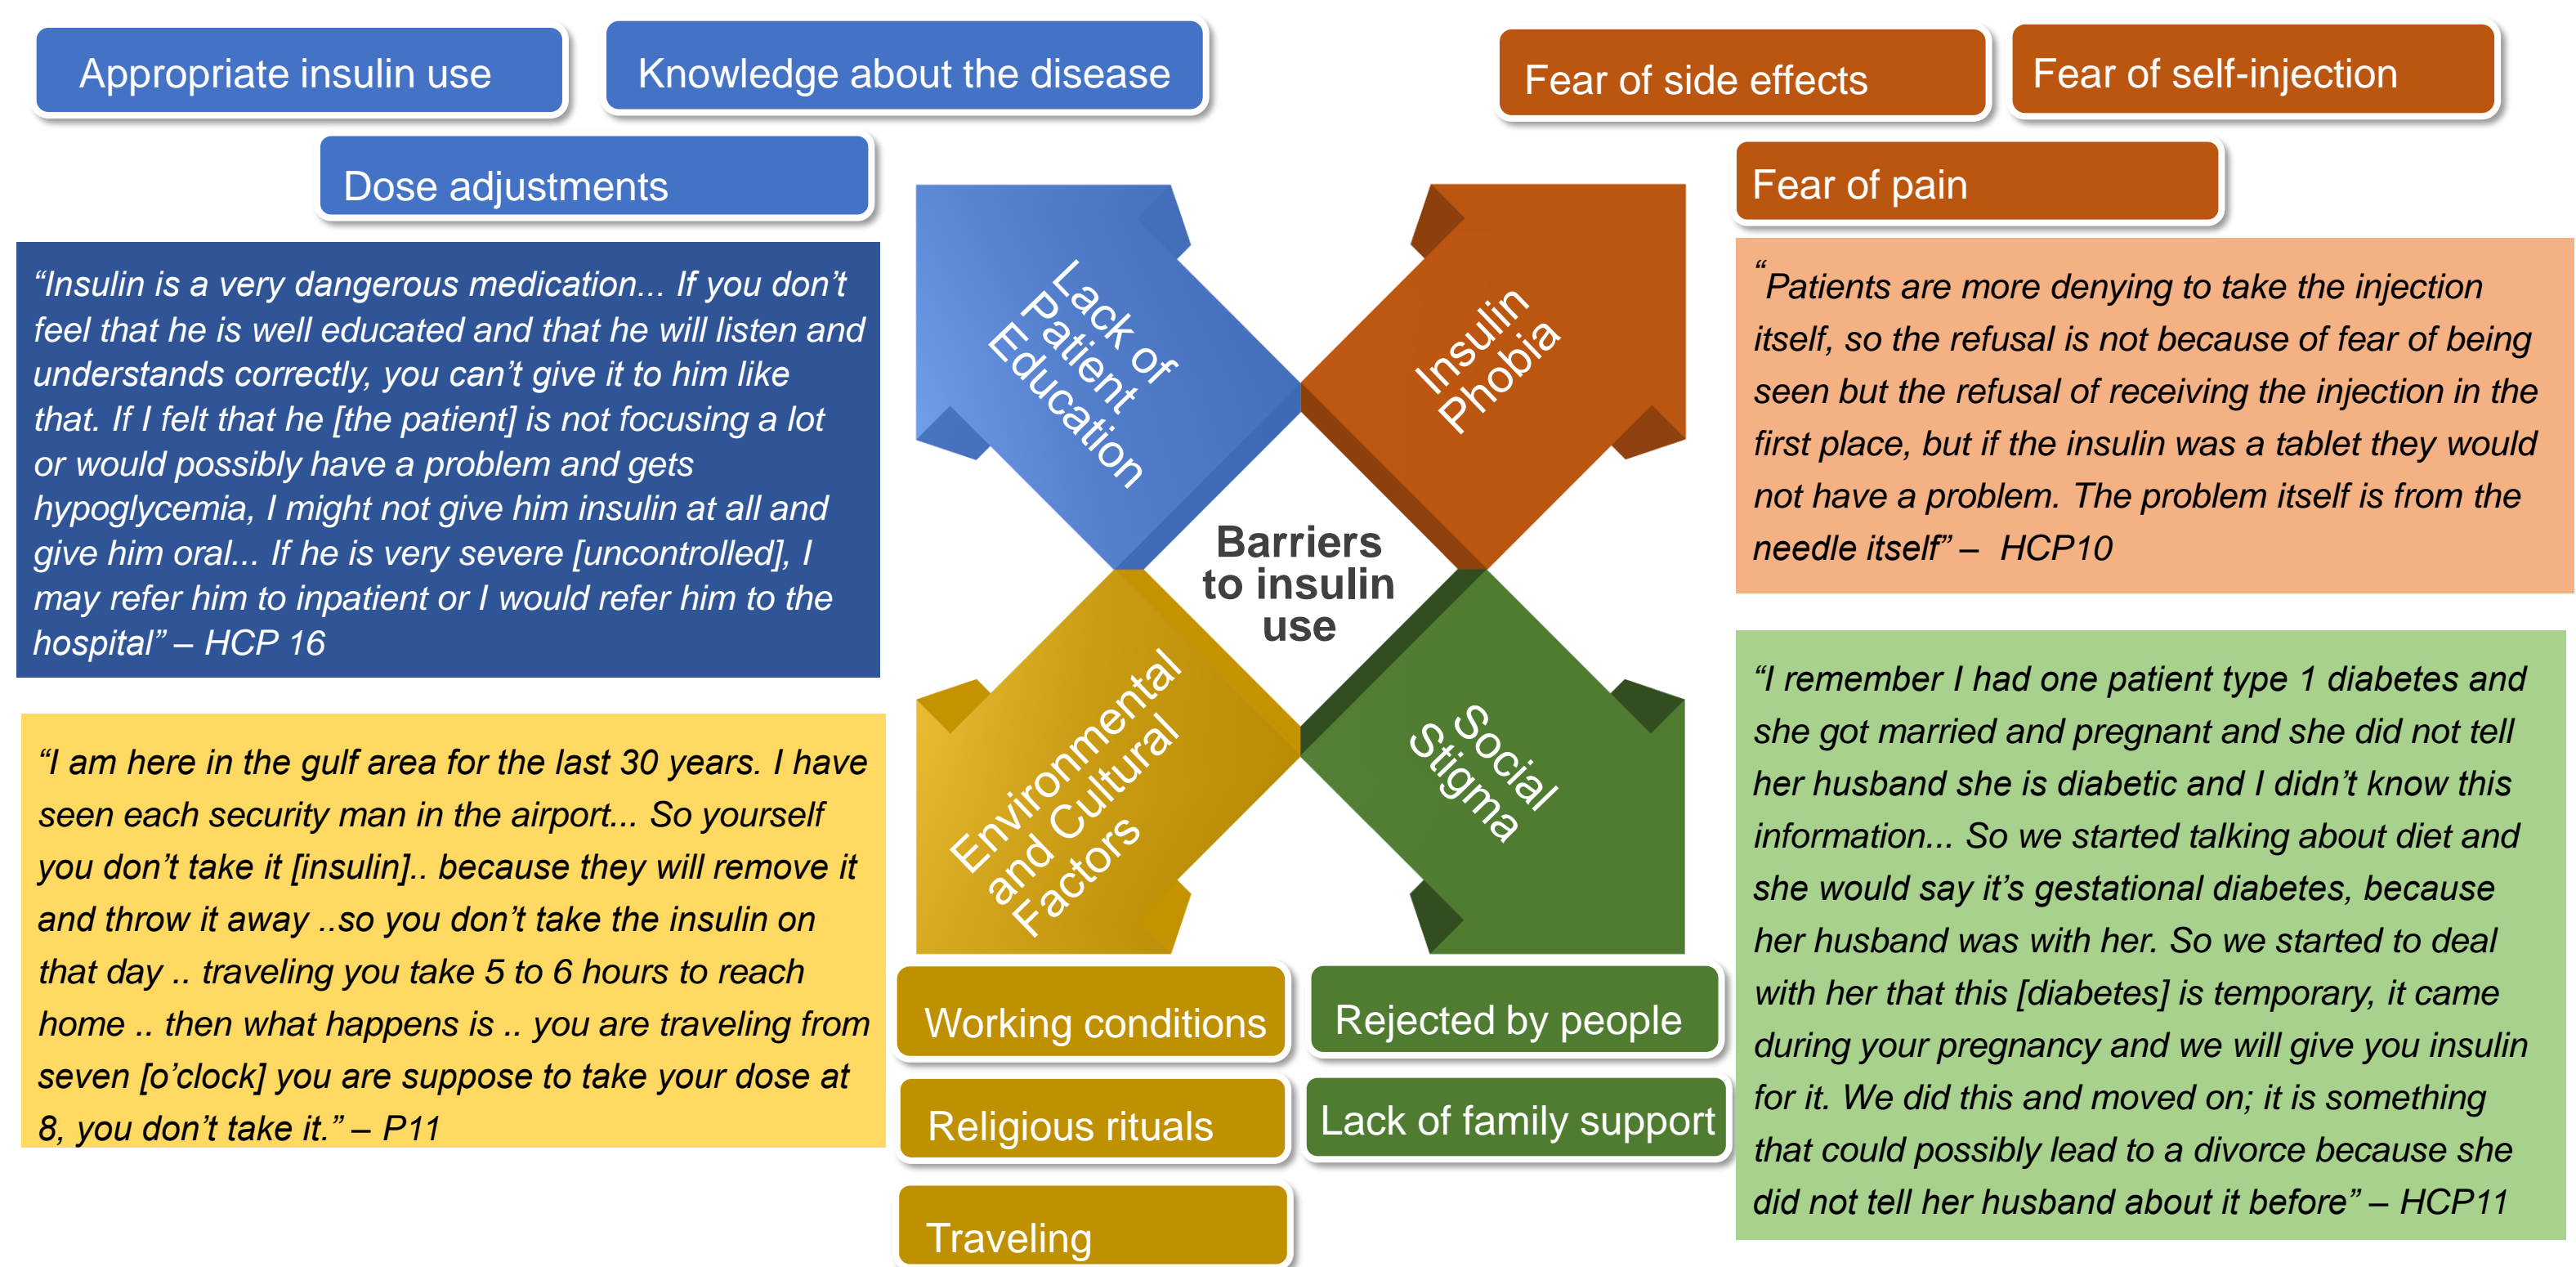 Appropriate insulin use
Knowledge about the disease
Dose adjustments
Fear of side effects
Fear of self-injection
Fear of pain
“Insulin is a very dangerous medication... If you don’t
feel that he is well educated and that he will listen and
understands correctly, you can’t give it to him like
that. If I felt that he [the patient] is not focusing a lot
or would possibly have a problem and gets
hypoglycemia, I might not give him insulin at all and
give him oral... If he is very severe [uncontrolled], I
may refer him to inpatient or I would refer him to the
hospital” – HCP 16
Lack of
Patient
Education
Insulin
Phobia
“Patients are more denying to take the injection
itself, so the refusal is not because of fear of being
seen but the refusal of receiving the injection in the
first place, but if the insulin was a tablet they would
not have a problem. The problem itself is from the
needle itself” – HCP10
Barriers
to insulin
use
“I am here in the gulf area for the last 30 years. I have
seen each security man in the airport... So yourself
you don’t take it [insulin].. because they will remove it
and throw it away ..so you don’t take the insulin on
that day .. traveling you take 5 to 6 hours to reach
home .. then what happens is .. you are traveling from
seven [o’clock] you are suppose to take your dose at
8, you don’t take it.” – P11
Environmental
and Cultural
Factors
Social
Stigma
“I remember I had one patient type 1 diabetes and
she got married and pregnant and she did not tell
her husband she is diabetic and I didn’t know this
information... So we started talking about diet and
she would say it’s gestational diabetes, because
her husband was with her. So we started to deal
with her that this [diabetes] is temporary, it came
during your pregnancy and we will give you insulin
for it. We did this and moved on; it is something
that could possibly lead to a divorce because she
did not tell her husband about it before” – HCP11
Working conditions
Religious rituals
Traveling
Rejected by people
Lack of family support